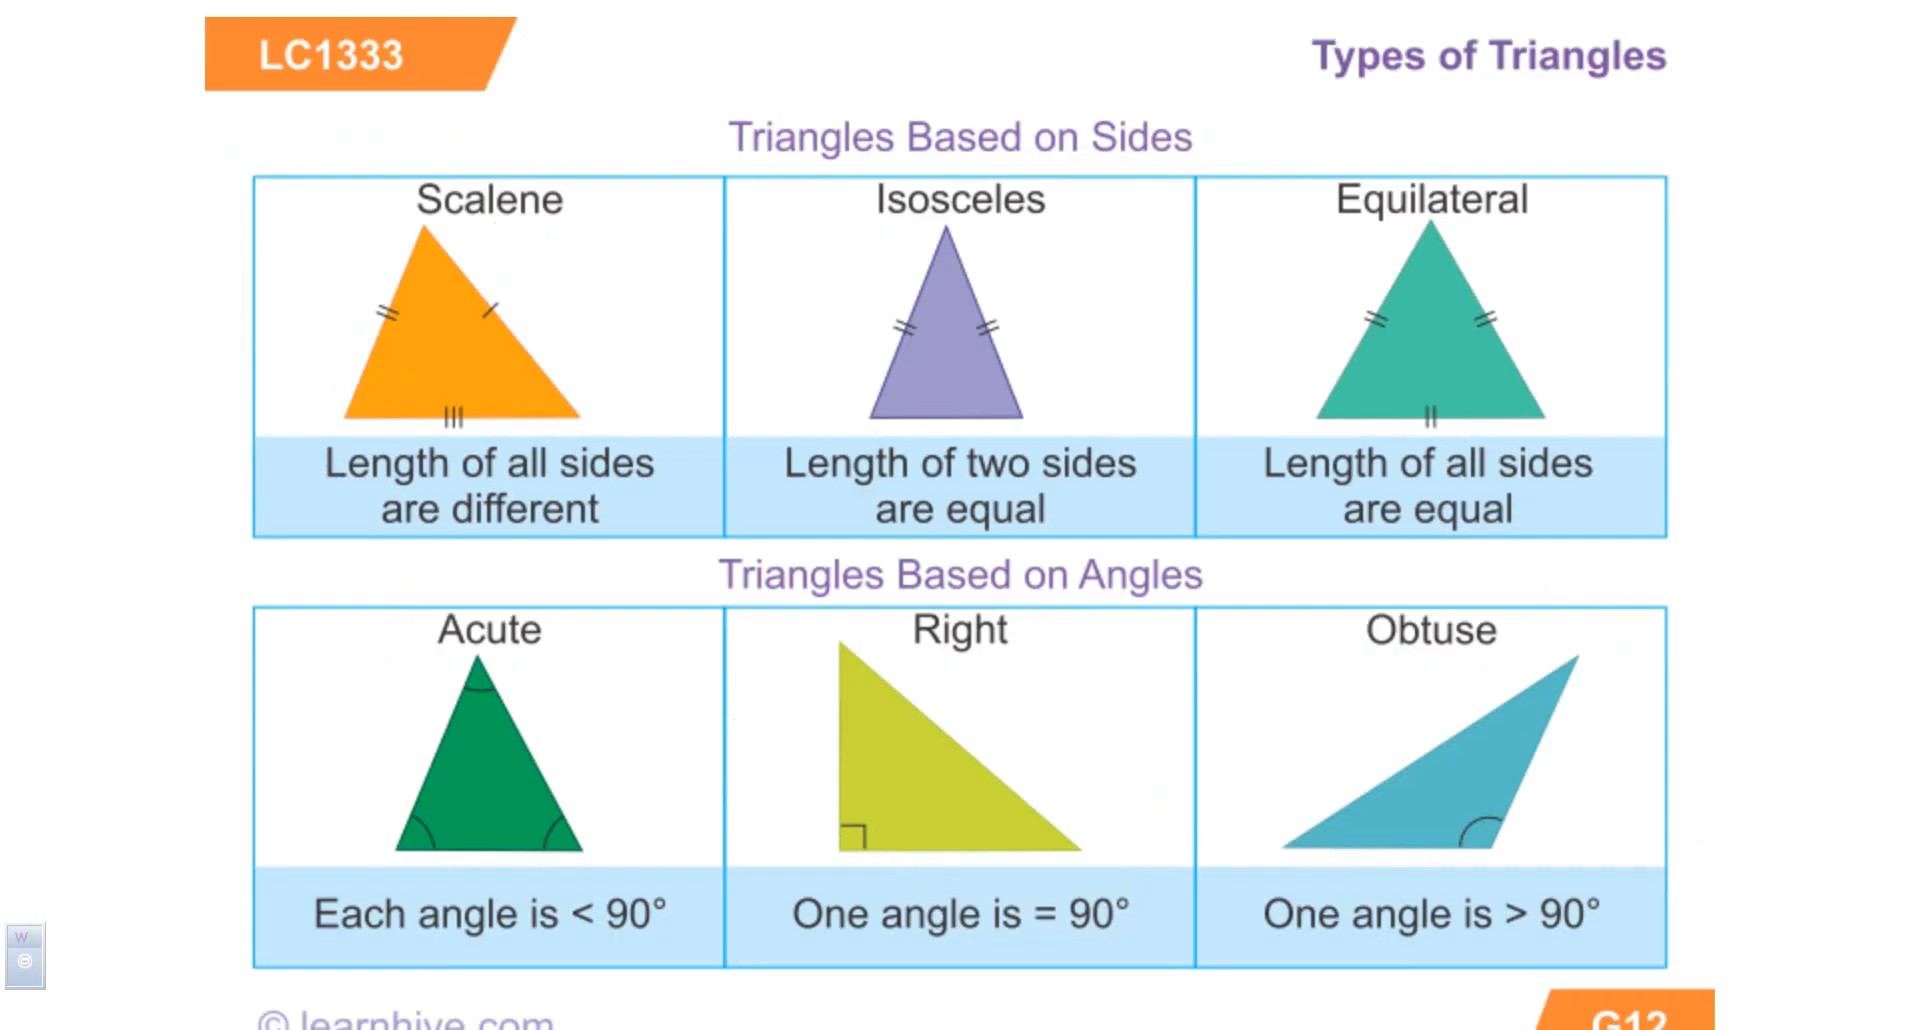 LC1333
Types of Triangles
Triangles Based on Sides
Scalene
Isosceles
Equilateral
Length of all sides
are different
Length of two sides
are equal
Length of all sides
are equal
Triangles Based on Angles
Acute
Right
Obtuse
Each angle is < 90°
One angle is = 90°
One angle is > 90°
W
© learnhive.com
G12